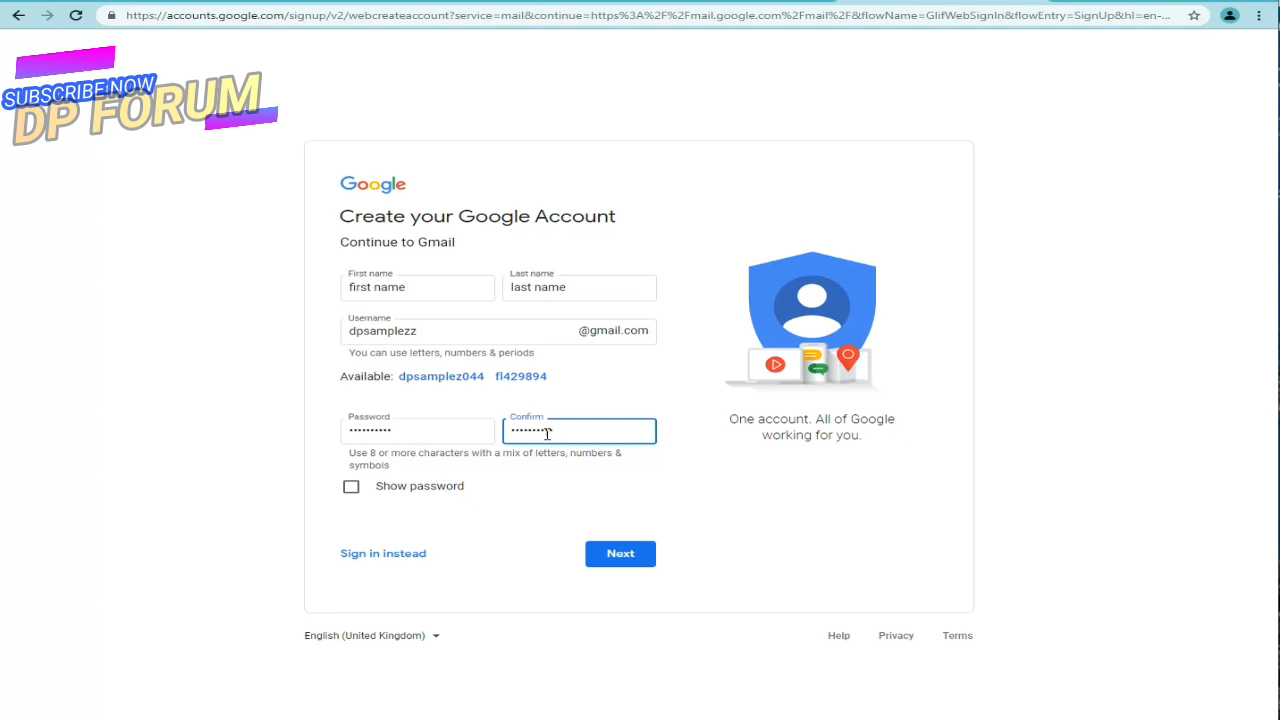 https://accounts.google.com/signup/v2/webcreateaccount?service=mail&continue=https%3A%2F%2Fmail.google.com%2Fmail%2F&flowName=GlifWebSignIn&flowEntry=SignUp&hl=en-...
SUBSCRIBE NOW
DP FORUM
Google
Create your Google Account
Continue to Gmail
First name
Last name
first name
last name
Username
dpsamplezz @gmail.com
You can use letters, numbers & periods
Available: dpsamplez044 fl429894
Password
Confirm
••••••••••
••••••••••
Use 8 or more characters with a mix of letters, numbers &
symbols
Show password
Sign in instead
Next
One account. All of Google
working for you.
English (United Kingdom)
Help
Privacy
Terms